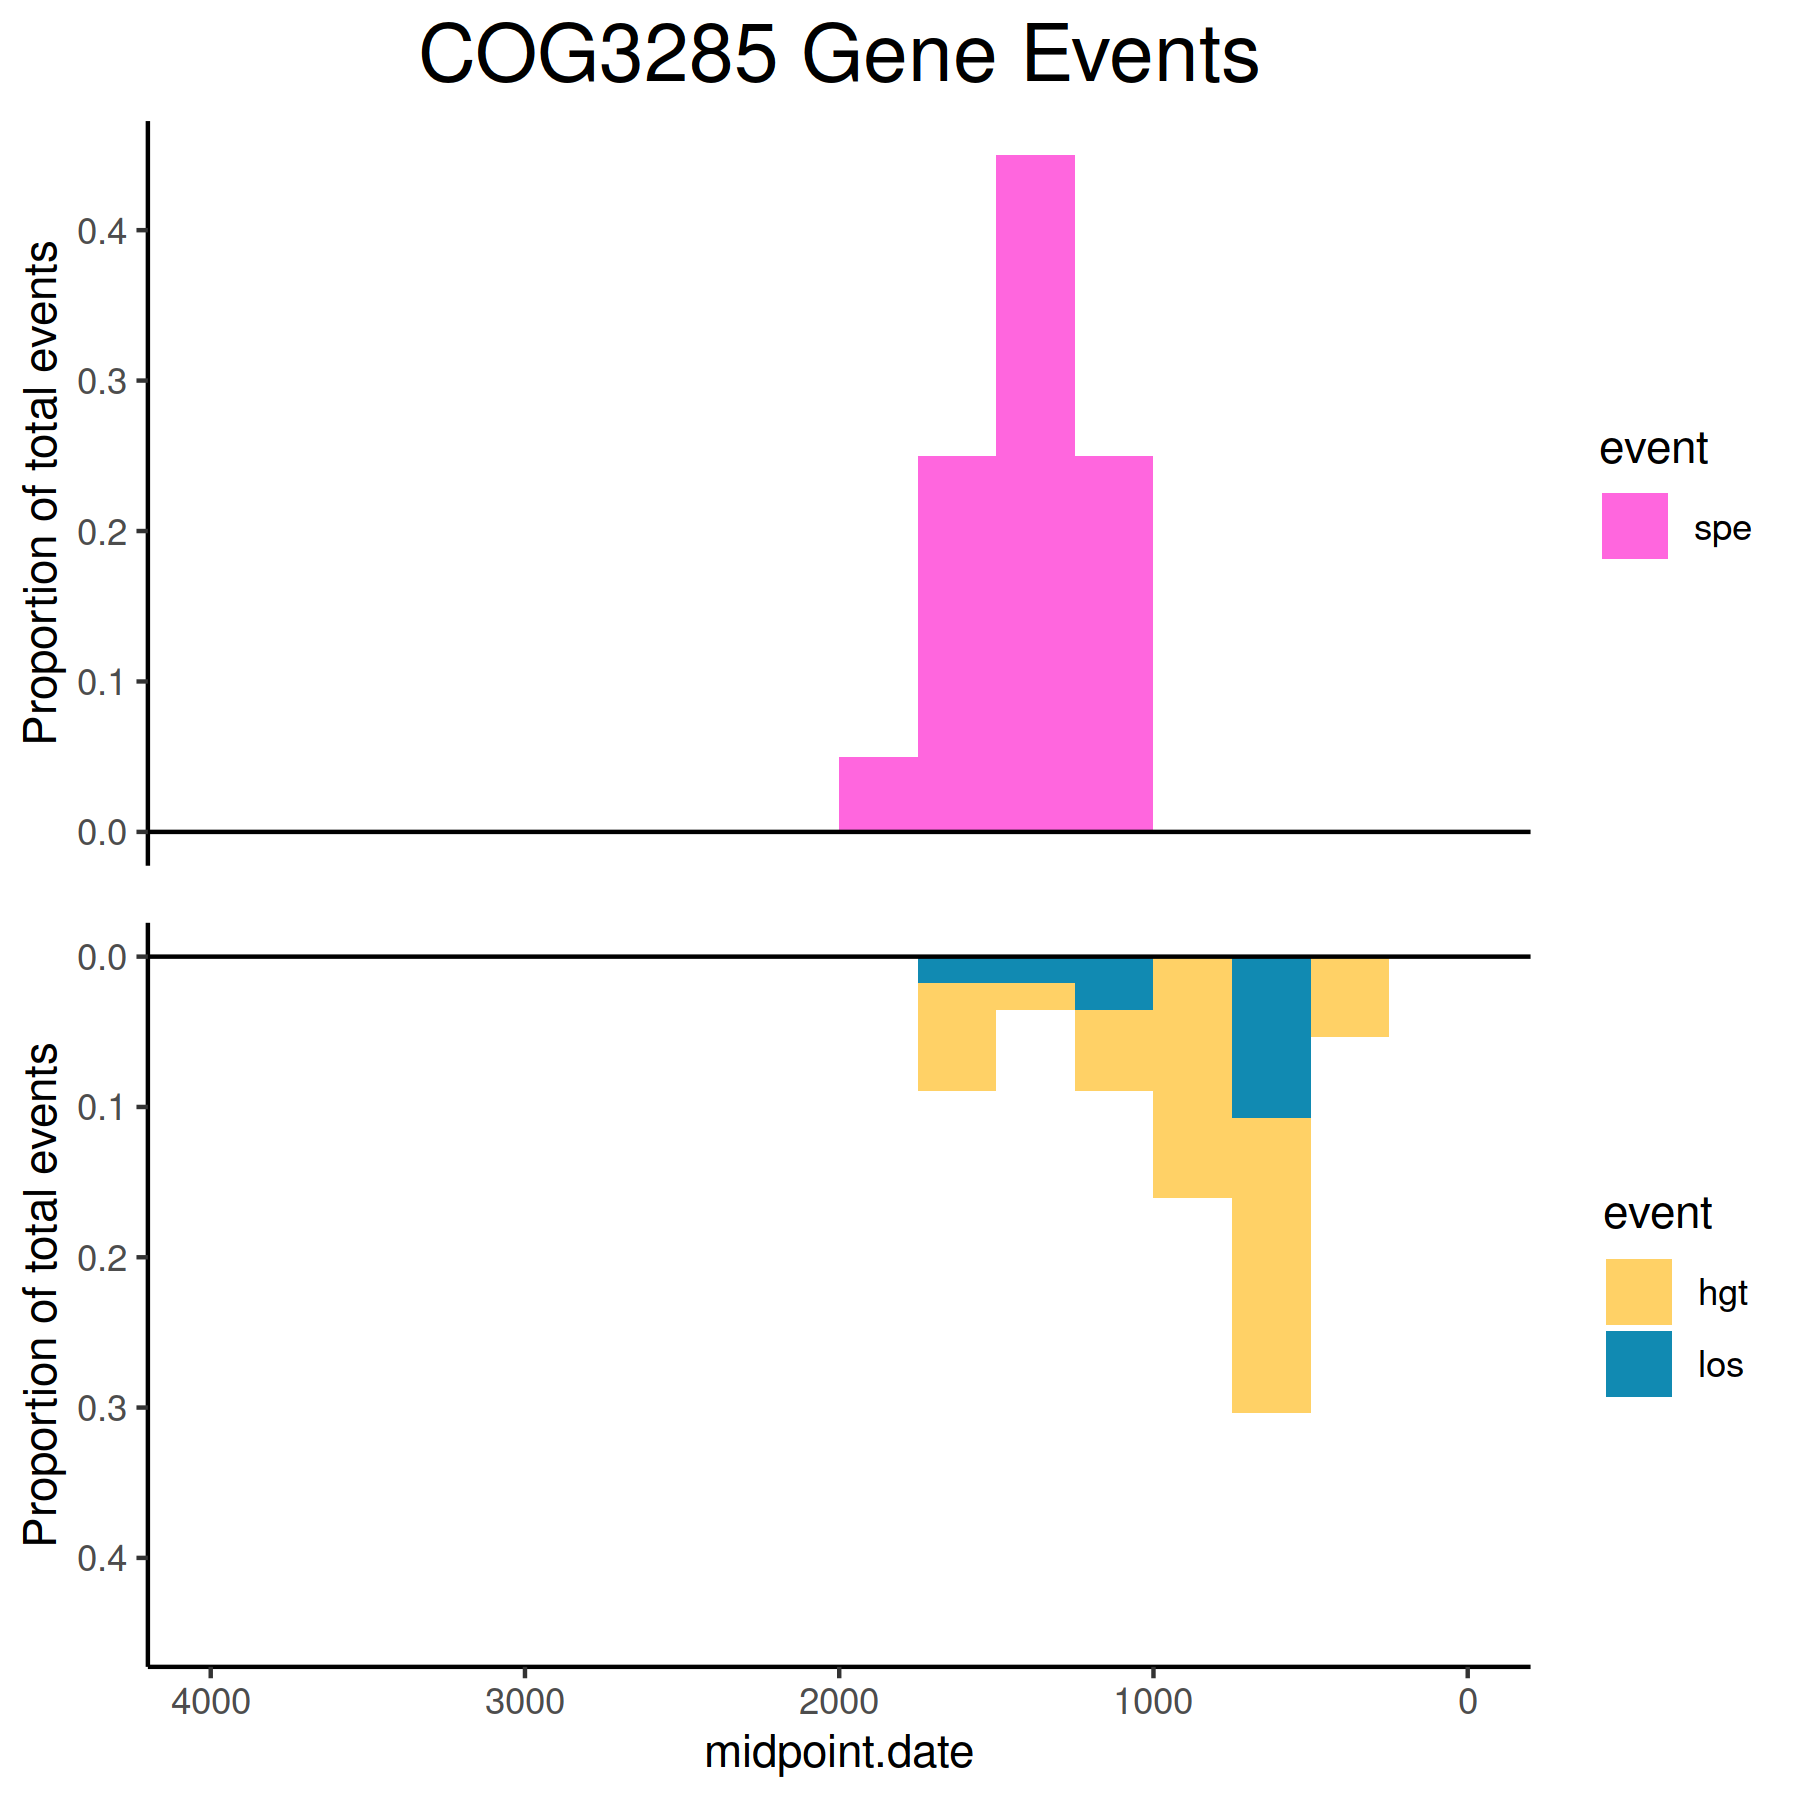 COG3285 Gene Events
Proportion of total events
0.4
0.3
0.2
0.1
0.0
event
spe
Proportion of total events
0.0
0.1
0.2
0.3
0.4
event
hgt
los
4000 3000 2000 1000 0
midpoint.date